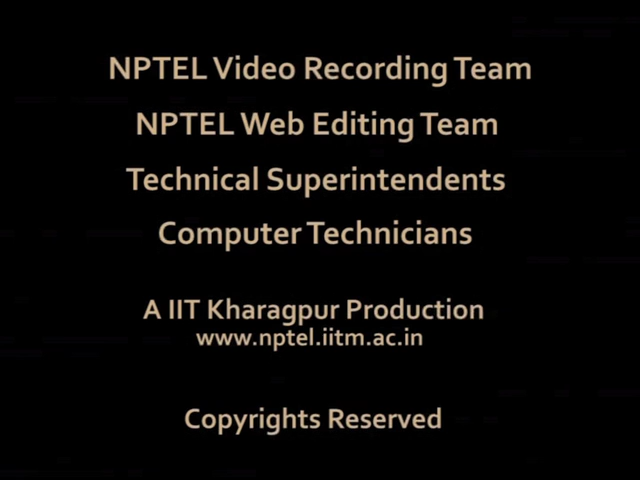 NPTEL Video Recording Team
NPTEL Web Editing Team
Technical Superintendents
Computer Technicians
A IIT Kharagpur Production
www.nptel.iitm.ac.in
Copyrights Reserved